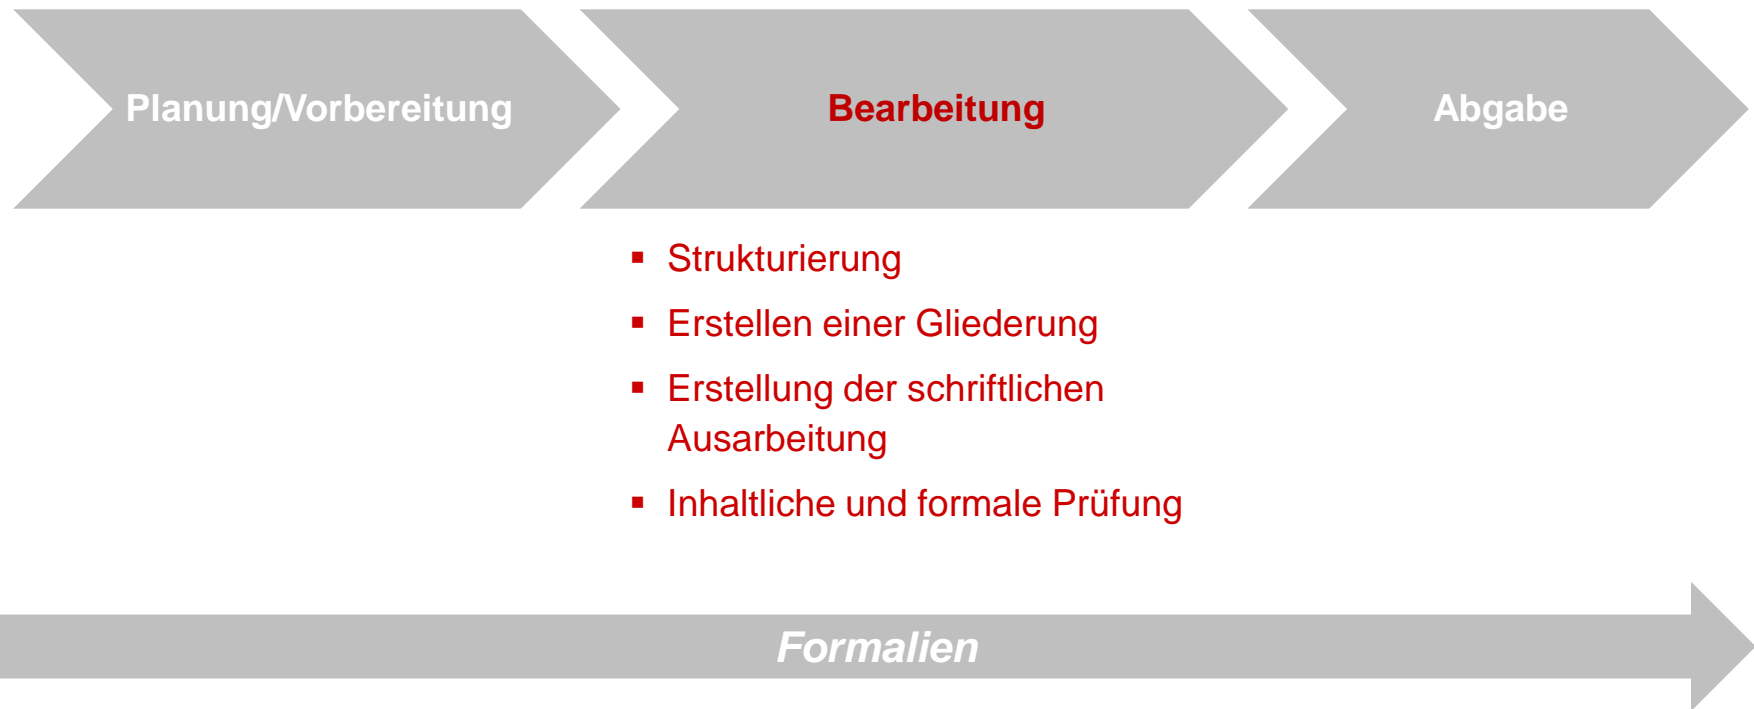 Planung/Vorbereitung
Bearbeitung
Abgabe
▪ Strukturierung
▪ Erstellen einer Gliederung
▪ Erstellung der schriftlichen
Ausarbeitung
▪ Inhaltliche und formale Prüfung
Formalien